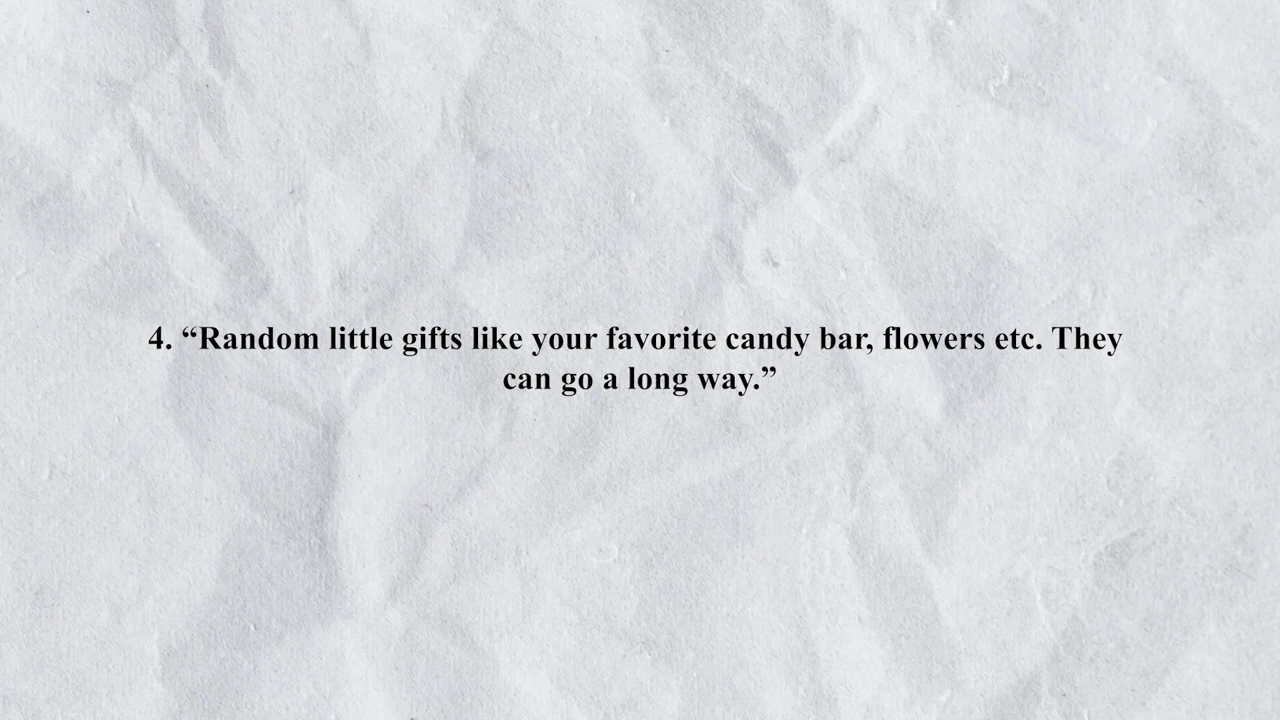 4. “Random little gifts like your favorite candy bar, flowers etc. They
can go a long way.”